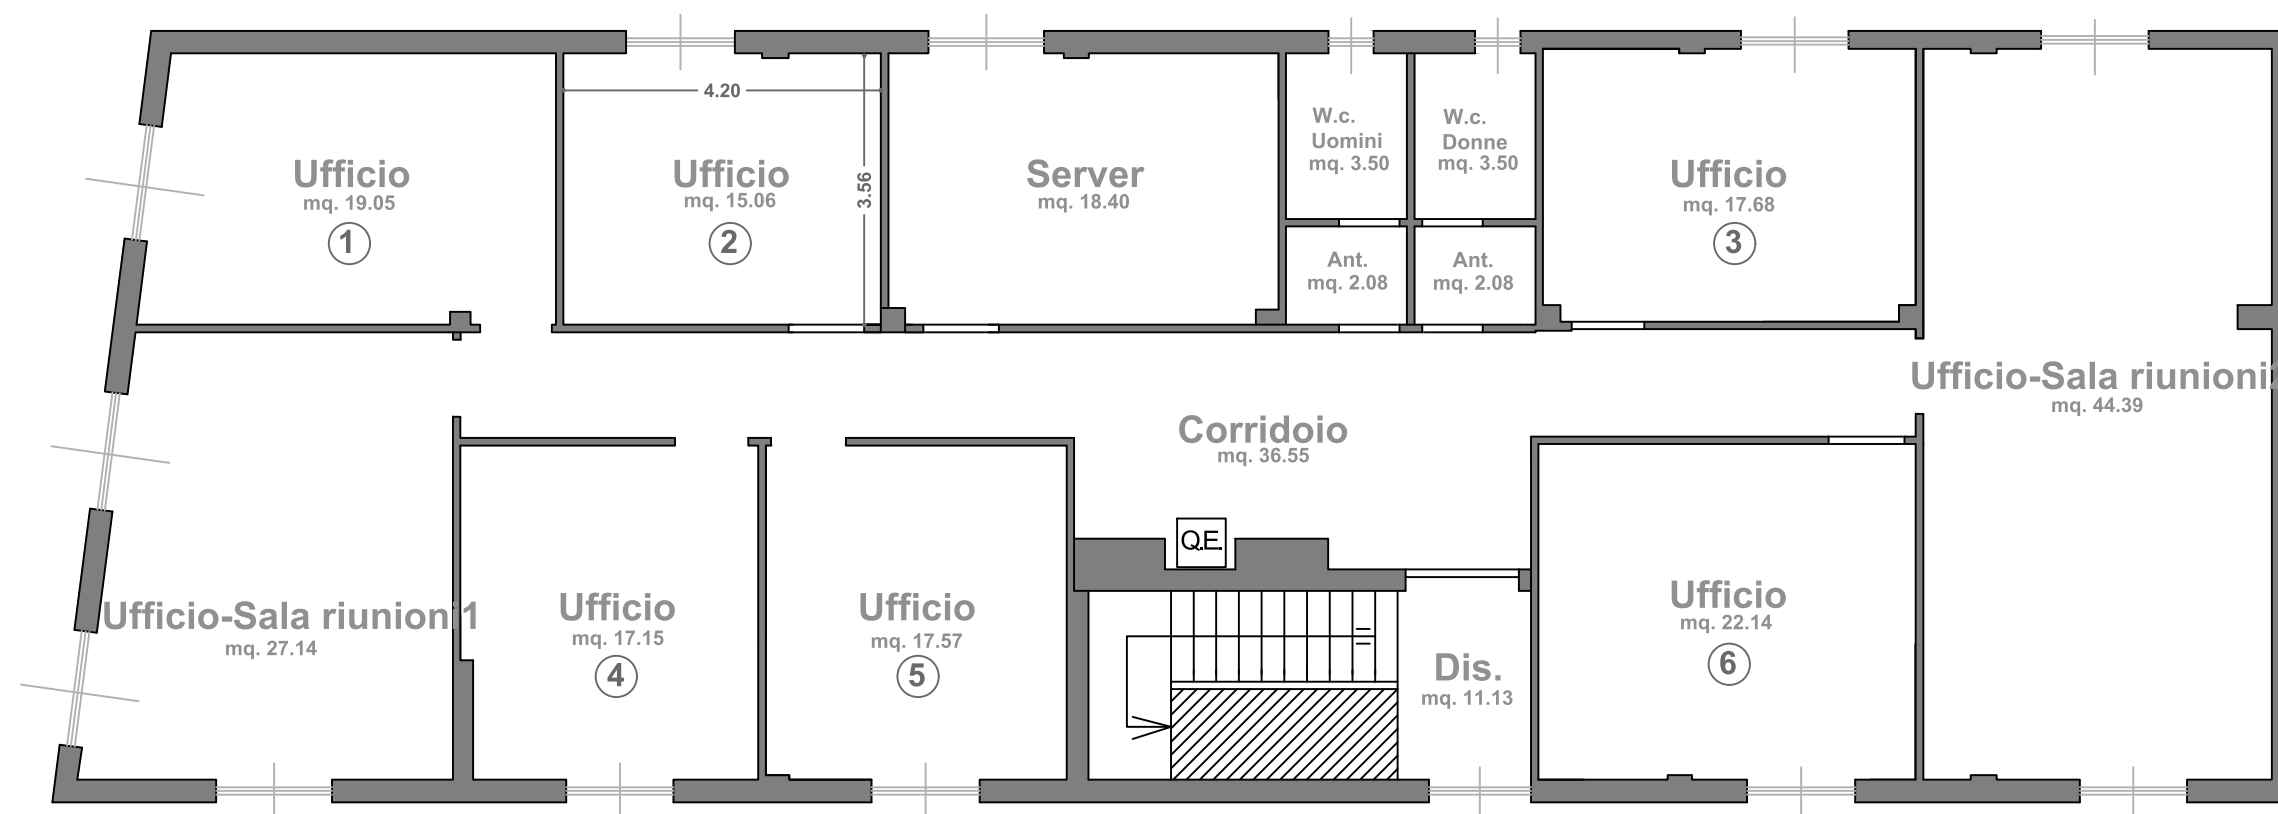 4.20
3.56
Ufficio
mq. 19.05
1
Ufficio
mq. 15.06
2
Server
mq. 18.40
W.c.
Uomini
mq. 3.50
W.c.
Donne
mq. 3.50
Ant.
mq. 2.08
Ant.
mq. 2.08
Ufficio
mq. 17.68
3
Ufficio-Sala riunioni2
mq. 44.39
Corridoio
mq. 36.55
Q.E.
Ufficio-Sala riunioni1
mq. 27.14
Ufficio
mq. 17.15
4
Ufficio
mq. 17.57
5
Dis.
mq. 11.13
Ufficio
mq. 22.14
6